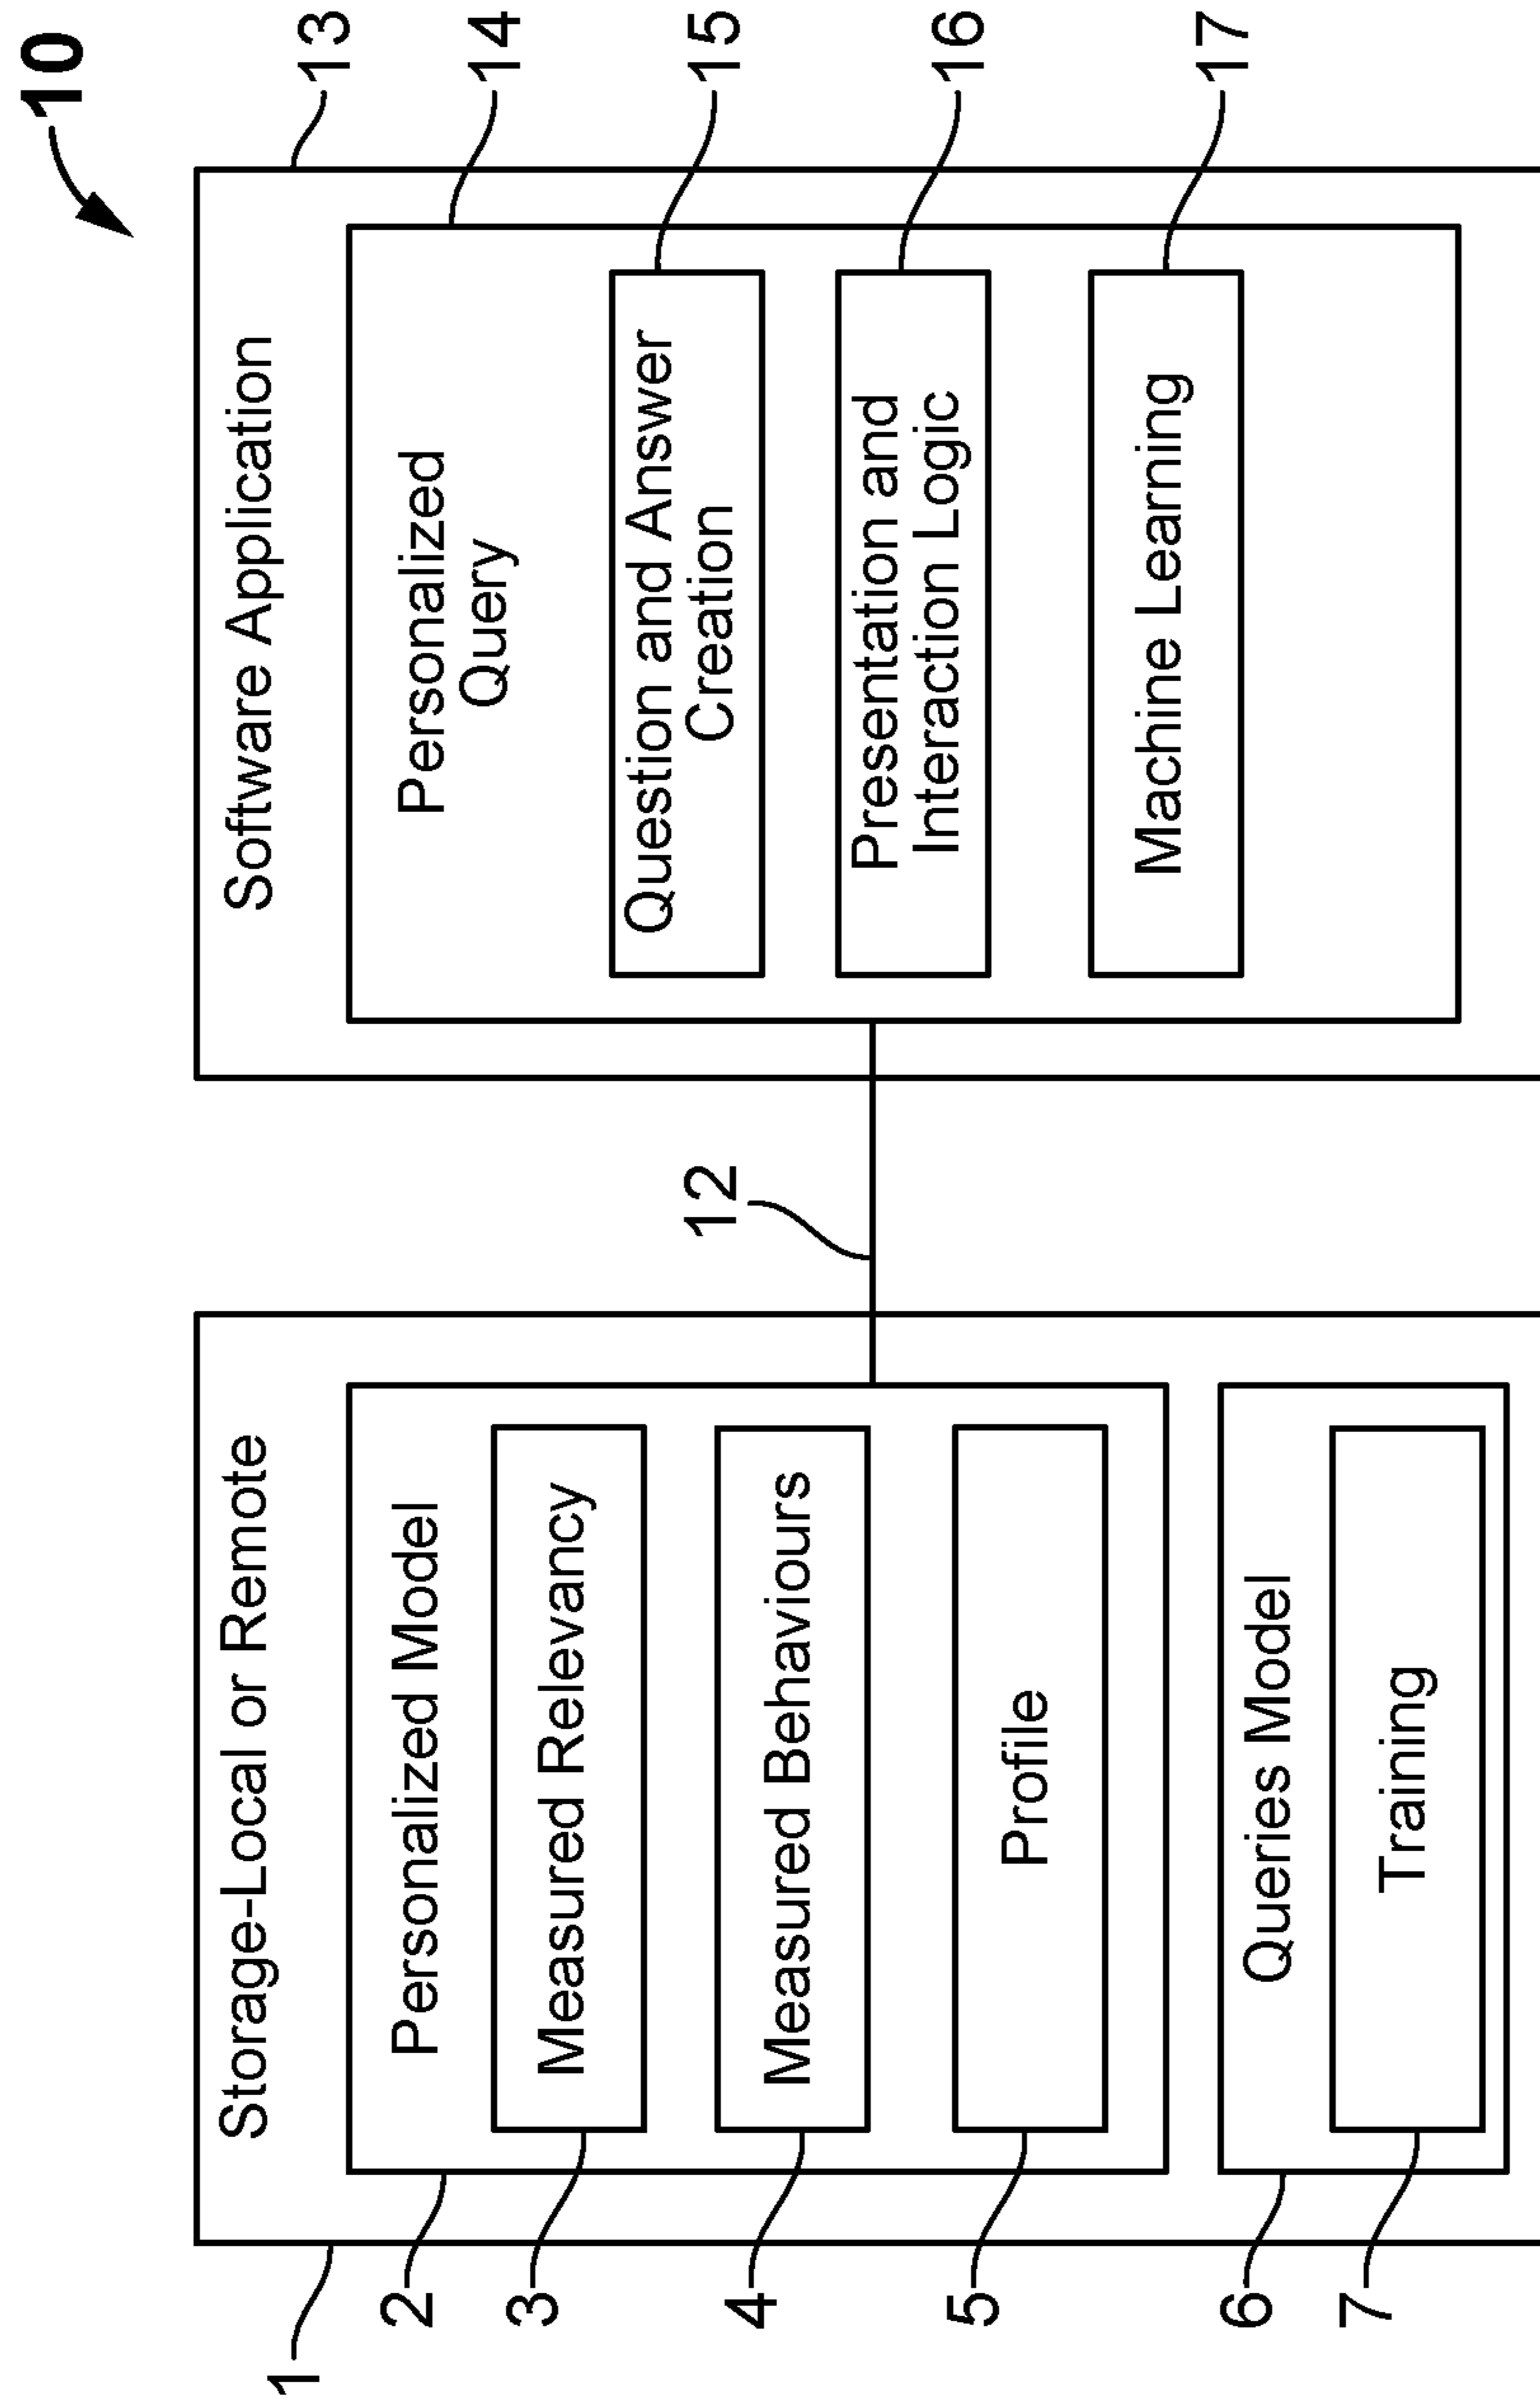 10
Storage-Local or Remote
1
Personalized Model
2
Measured Relevancy
3
Measured Behaviours
4
Profile
5
Queries Model
6
Training
7
12
Software Application
13
Personalized
Query
14
Question and Answer
Creation
15
Presentation and
Interaction Logic
16
Machine Learning
17